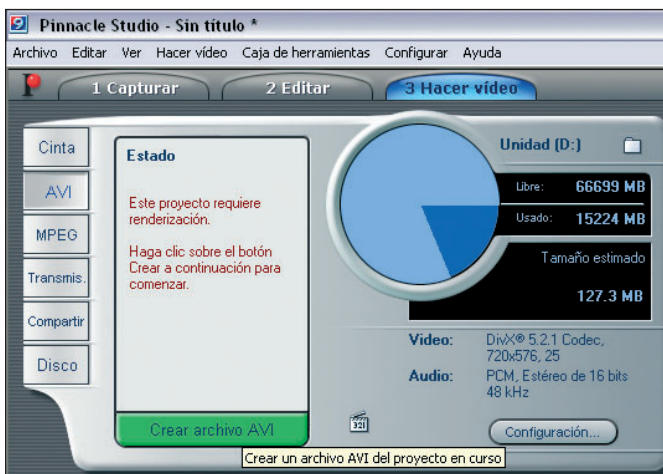 Pinnacle Studio - Sin título *
Archivo Editar Ver Hacer vídeo Caja de herramientas Configurar Ayuda
1 Capturar 2 Editar 3 Hacer vídeo
Cinta
AVI
MPEG
Transmis.
Compartir
Disco
Estado
Este proyecto requiere
renderización.
Haga clic sobre el botón
Crear a continuación para
comenzar.
Crear archivo AVI
Crear un archivo AVI del proyecto en curso
321
Unidad (D:)
Libre: 66699 MB
Usado: 15224 MB
Tamaño estimado
127.3 MB
Video: DivX® 5.2.1 Codec,
720x576, 25
Audio: PCM, Estéreo de 16 bits
48 kHz
Configuración...